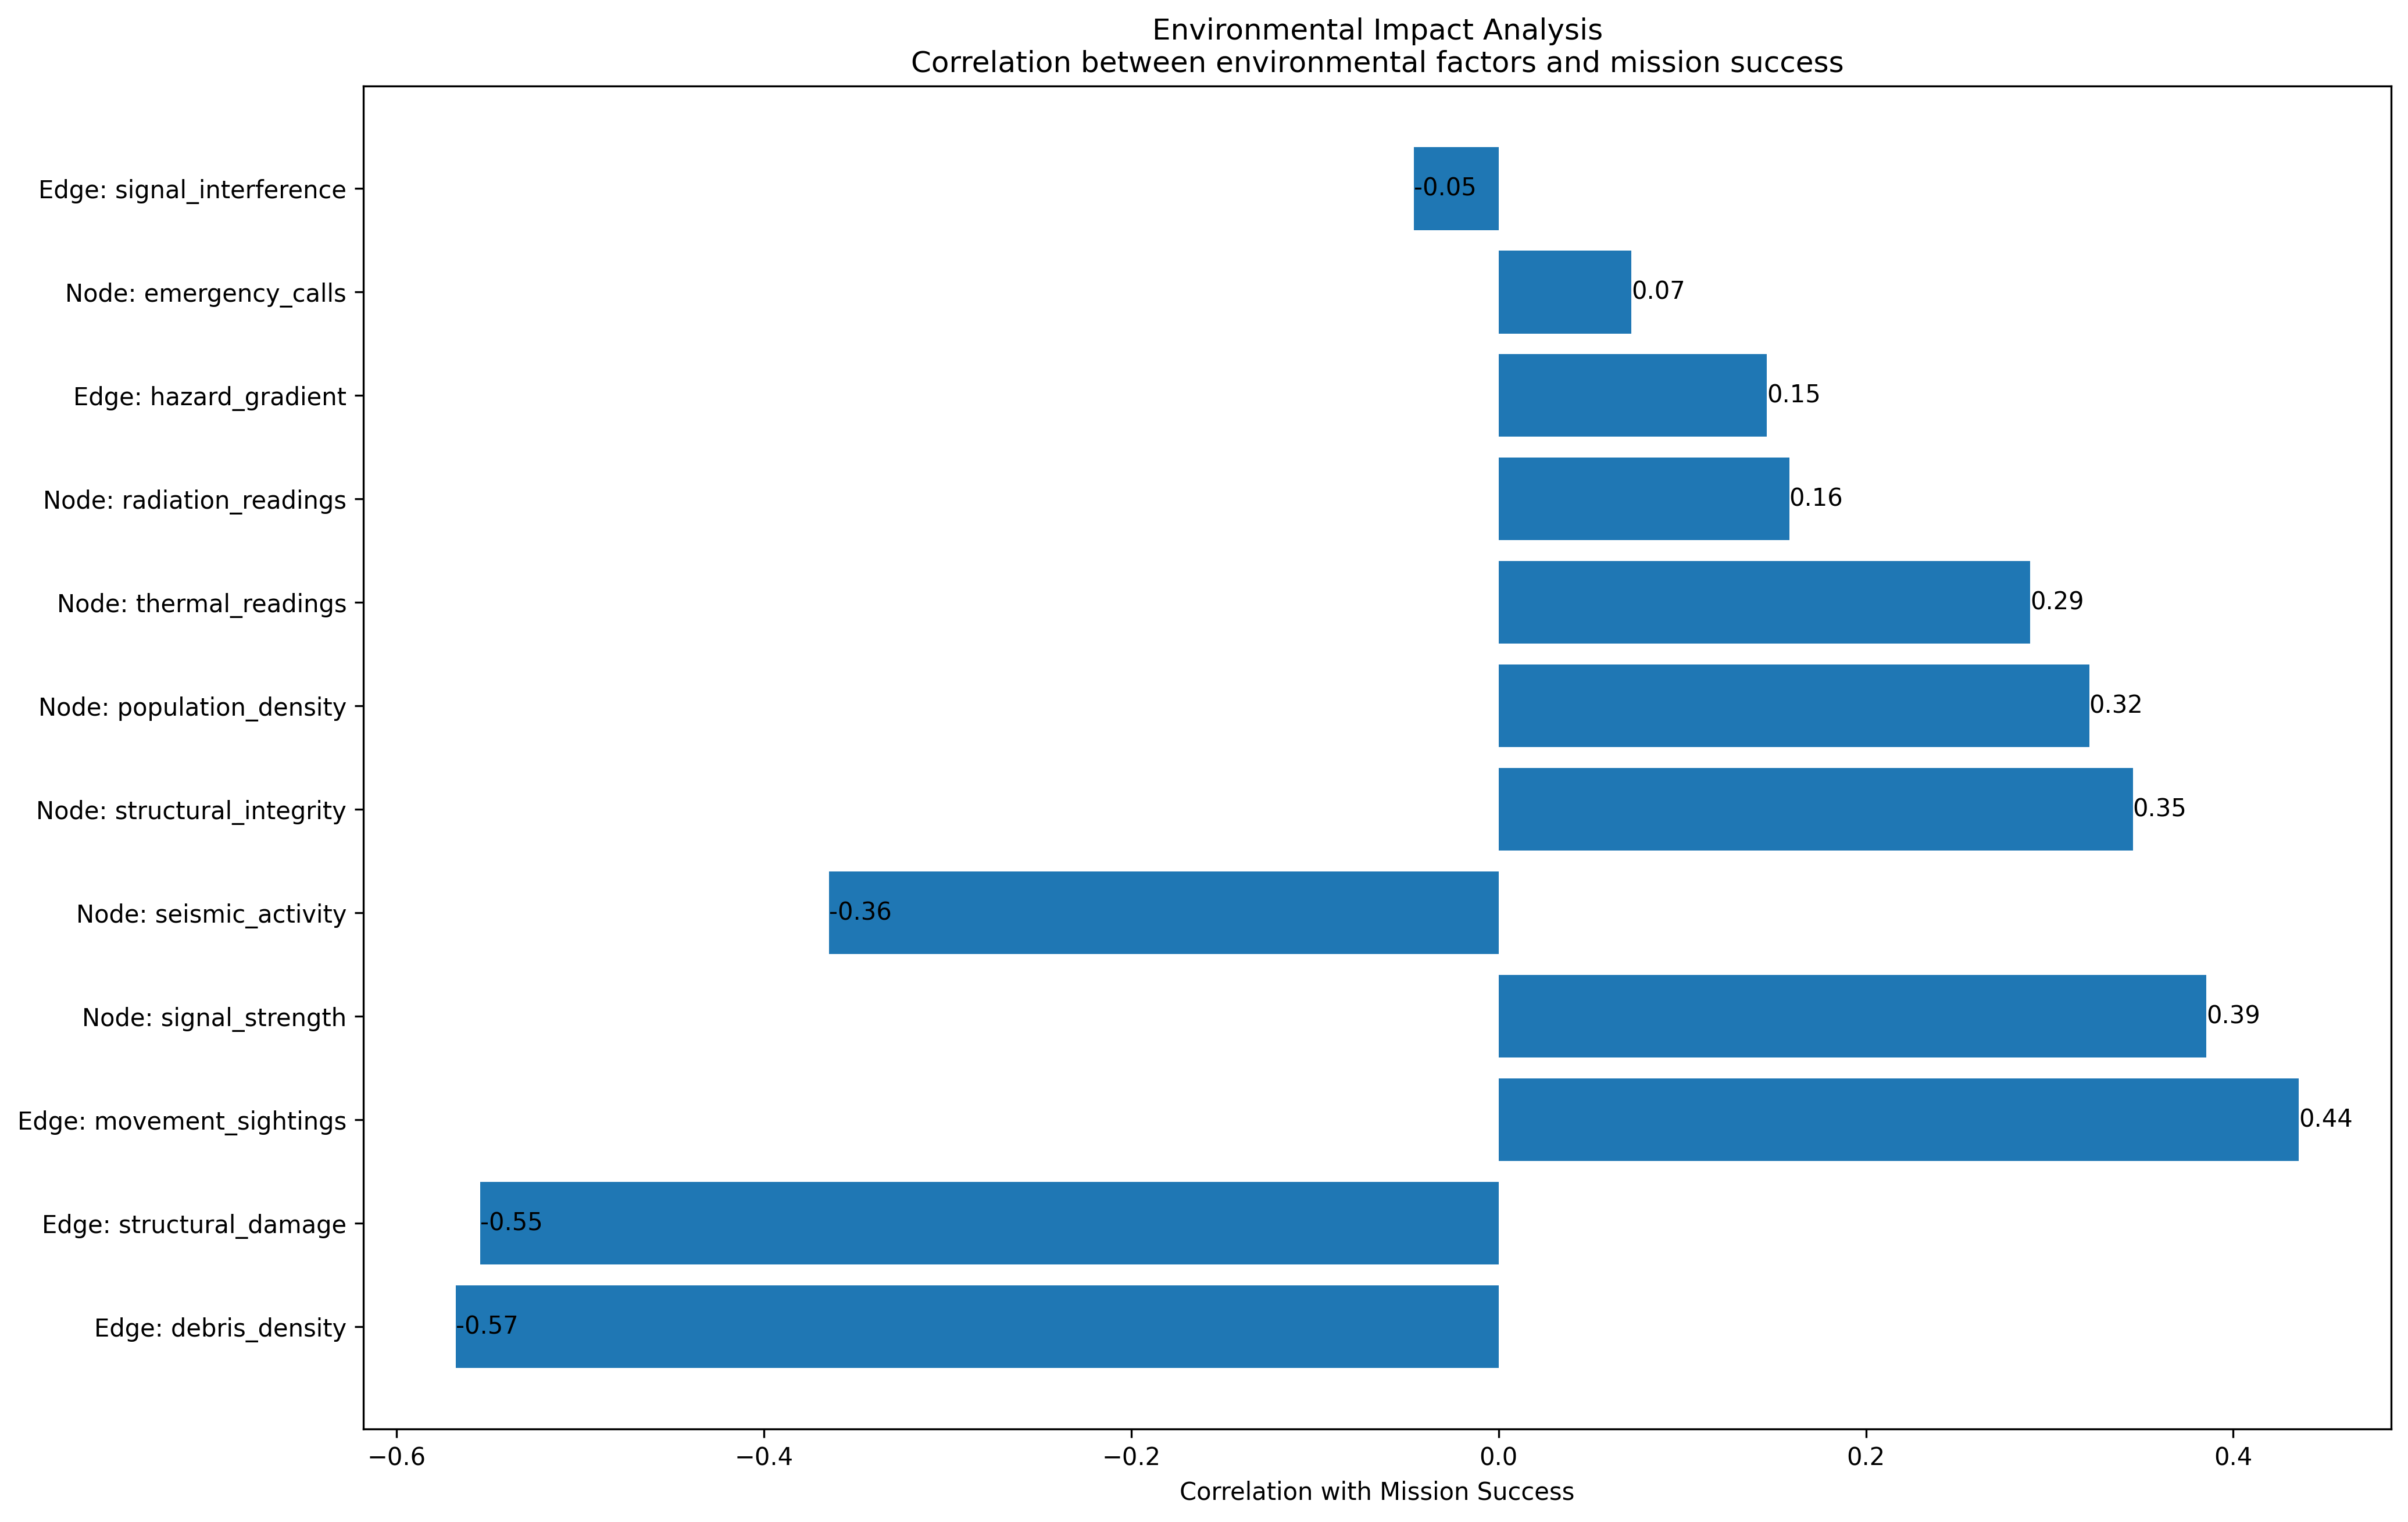 Environmental Impact Analysis
Correlation between environmental factors and mission success
Edge: signal_interference
-0.05
Node: emergency_calls
0.07
Edge: hazard_gradient
0.15
Node: radiation_readings
0.16
Node: thermal_readings
0.29
Node: population_density
0.32
Node: structural_integrity
0.35
Node: seismic_activity
-0.36
Node: signal_strength
0.39
Edge: movement_sightings
0.44
Edge: structural_damage
-0.55
Edge: debris_density
-0.57
−0.6 −0.4 −0.2 0.0 0.2 0.4
Correlation with Mission Success